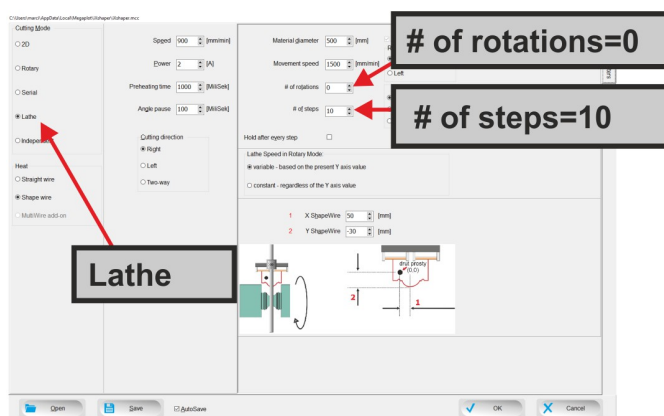 C:\Users\marci\AppData\Local\Megaplot\Ulshaper\Ulshaper.mcc
Cutting Mode
2D
Rotary
Serial
Lathe
Heat
Straight wire
Shape wire
MultiWire add-on
Speed 900 [mm/min]
Power 2 [A]
Preheating time 1000 [MiliSek]
Angle pause 100 [MiliSek]
Cutting direction
Right
Left
Two-way
Material diameter 500 [mm]
Movement speed 1500 [mm/min]
Left
# of rotations 0
# of steps 10
Hold after every step
Lathe Speed in Rotary Mode:
variable - based on the present Y axis value
constant - regardless of the Y axis value
1 X ShapeWire 50 [mm]
2 Y ShapeWire -30 [mm]
drut prosty
(0,0)
2
1
# of rotations=0
# of steps=10
Lathe
Open
Save
AutoSave
OK
Cancel